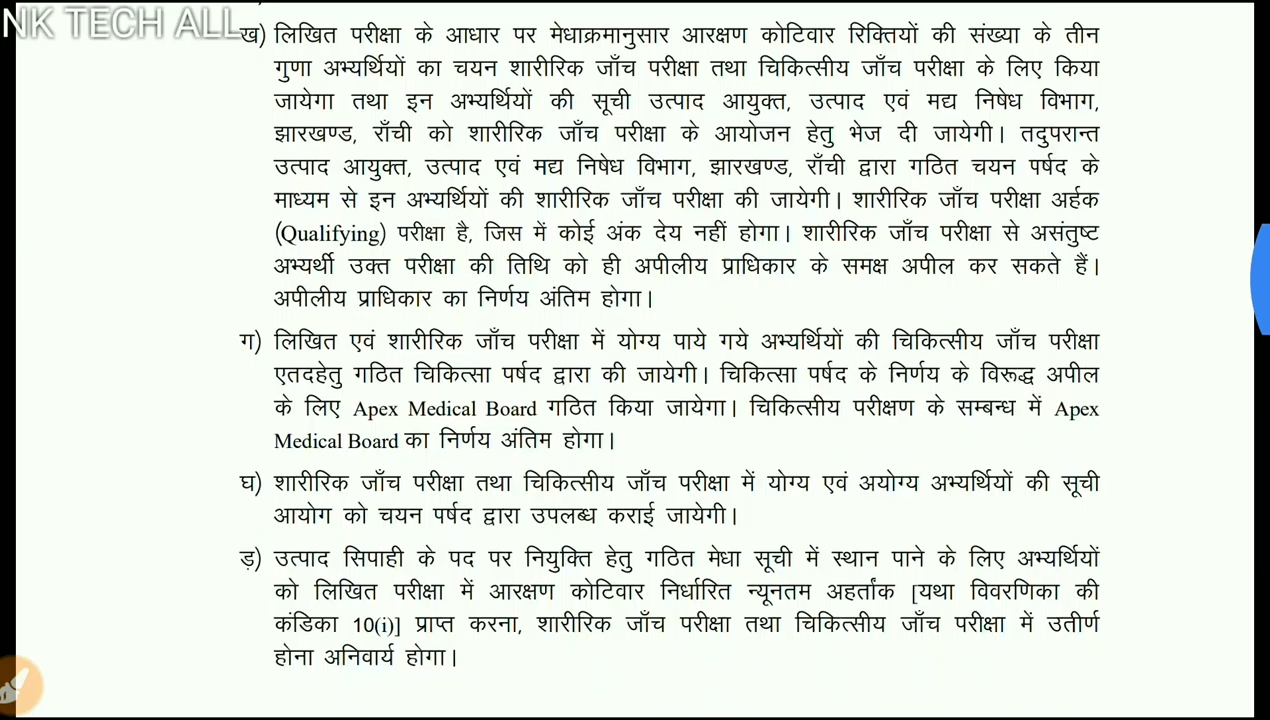 NK TECH ALL
ख) लिखित परीक्षा के आधार पर मेधाक्रमानुसार आरक्षण कोटिवार रिक्तियों की संख्या के तीन
गुणा अभ्यर्थियों का चयन शारीरिक जाँच परीक्षा तथा चिकित्सीय जाँच परीक्षा के लिए किया
जायेगा तथा इन अभ्यर्थियों की सूची उत्पाद आयुक्त, उत्पाद एवं मद्य निषेध विभाग,
झारखण्ड, राँची को शारीरिक जाँच परीक्षा के आयोजन हेतु भेज दी जायेगी। तदुपरान्त
उत्पाद आयुक्त, उत्पाद एवं मद्य निषेध विभाग, झारखण्ड, राँची द्वारा गठित चयन पर्षद के
माध्यम से इन अभ्यर्थियों की शारीरिक जाँच परीक्षा की जायेगी। शारीरिक जाँच परीक्षा अर्हक
(Qualifying) परीक्षा है, जिस में कोई अंक देय नहीं होगा। शारीरिक जाँच परीक्षा से असंतुष्ट
अभ्यर्थी उक्त परीक्षा की तिथि को ही अपीलीय प्राधिकार के समक्ष अपील कर सकते हैं।
अपीलीय प्राधिकार का निर्णय अंतिम होगा।
ग) लिखित एवं शारीरिक जाँच परीक्षा में योग्य पाये गये अभ्यर्थियों की चिकित्सीय जाँच परीक्षा
एतदहेतु गठित चिकित्सा पर्षद द्वारा की जायेगी। चिकित्सा पर्षद के निर्णय के विरूद्ध अपील
के लिए Apex Medical Board गठित किया जायेगा। चिकित्सीय परीक्षण के सम्बन्ध में Apex
Medical Board का निर्णय अंतिम होगा।
घ) शारीरिक जाँच परीक्षा तथा चिकित्सीय जाँच परीक्षा में योग्य एवं अयोग्य अभ्यर्थियों की सूची
आयोग को चयन पर्षद द्वारा उपलब्ध कराई जायेगी।
ड़) उत्पाद सिपाही के पद पर नियुक्ति हेतु गठित मेधा सूची में स्थान पाने के लिए अभ्यर्थियों
को लिखित परीक्षा में आरक्षण कोटिवार निर्धारित न्यूनतम अहर्तांक [यथा विवरणिका की
कंडिका 10(i)] प्राप्त करना, शारीरिक जाँच परीक्षा तथा चिकित्सीय जाँच परीक्षा में उतीर्ण
होना अनिवार्य होगा।